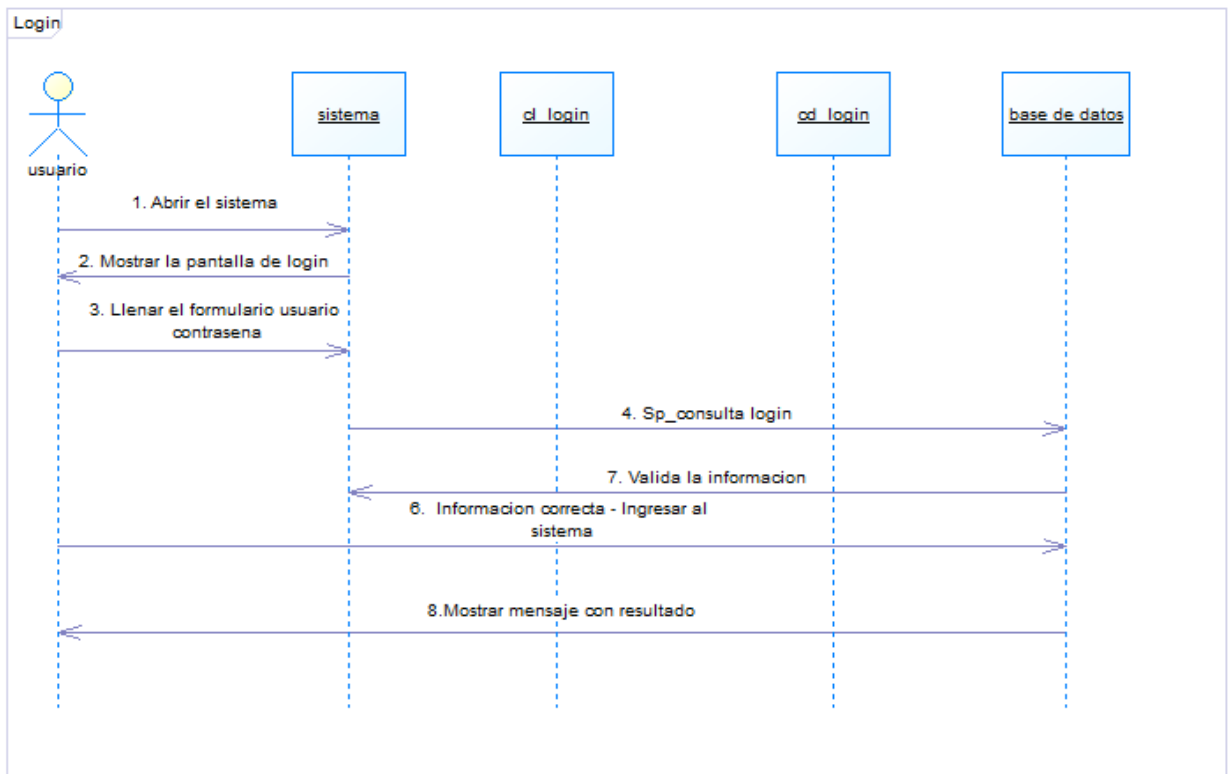 Login
sistema
cl_login
cd_login
base de datos
usuario
1. Abrir el sistema
2. Mostrar la pantalla de login
3. Llenar el formulario usuario
contrasena
4. Sp_consulta login
7. Valida la informacion
6. Informacion correcta - Ingresar al
sistema
8.Mostrar mensaje con resultado